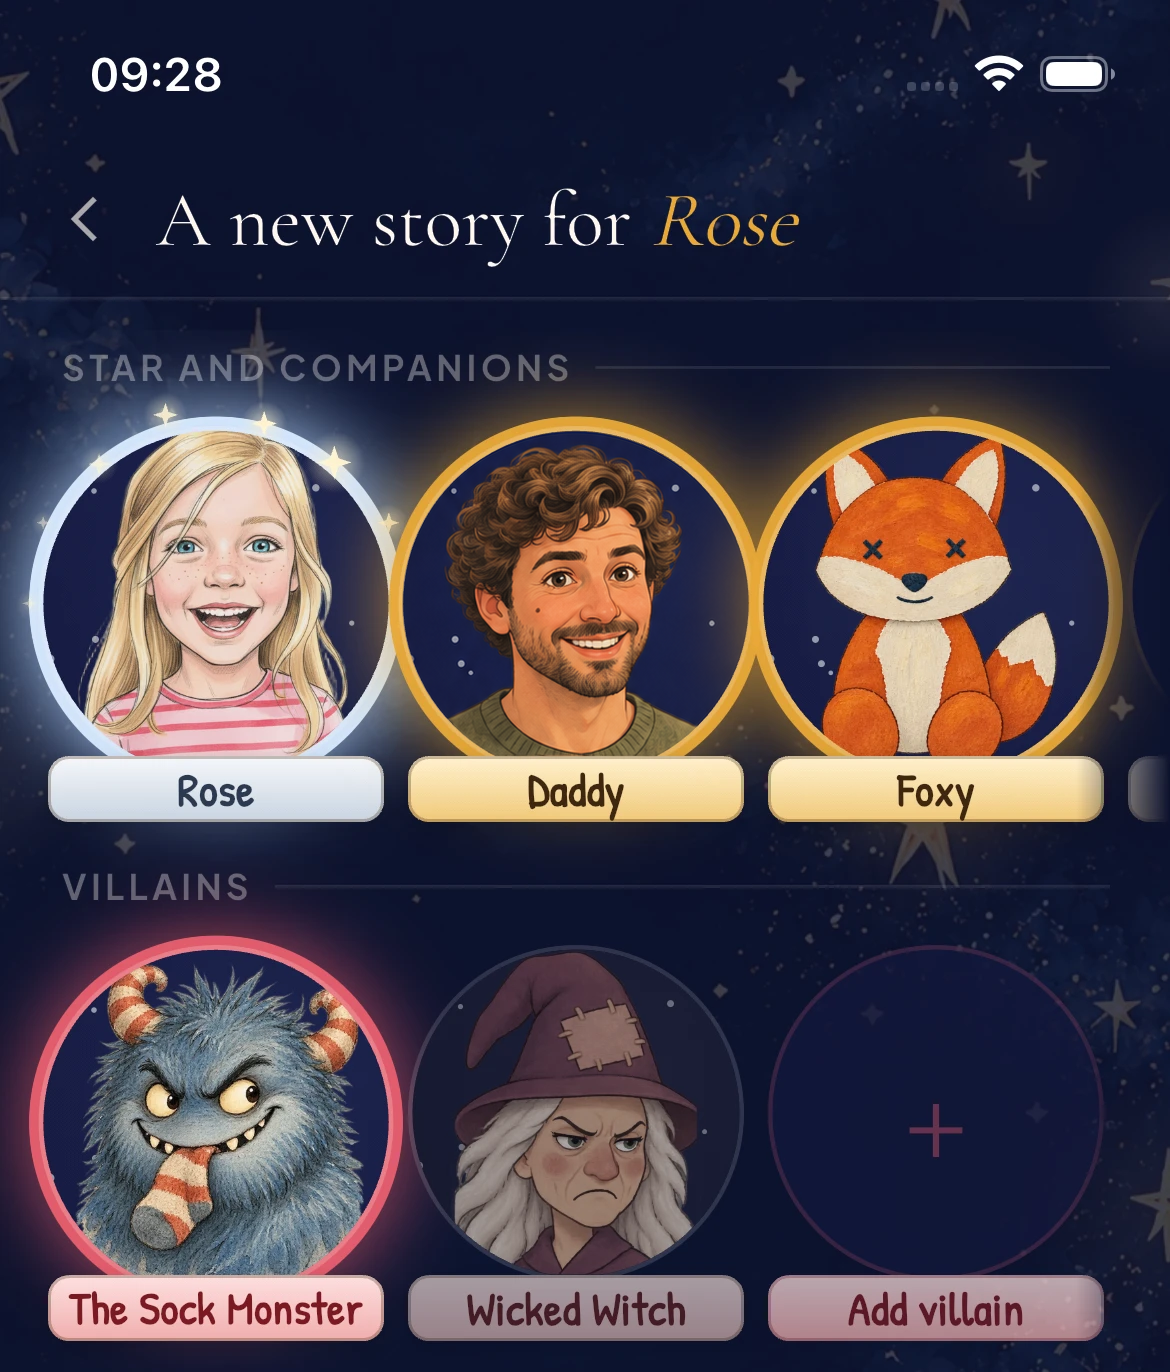 09:28
A new story for Rose
STAR AND COMPANIONS
Rose
Daddy
Foxy
VILLAINS
The Sock Monster
Wicked Witch
Add villain